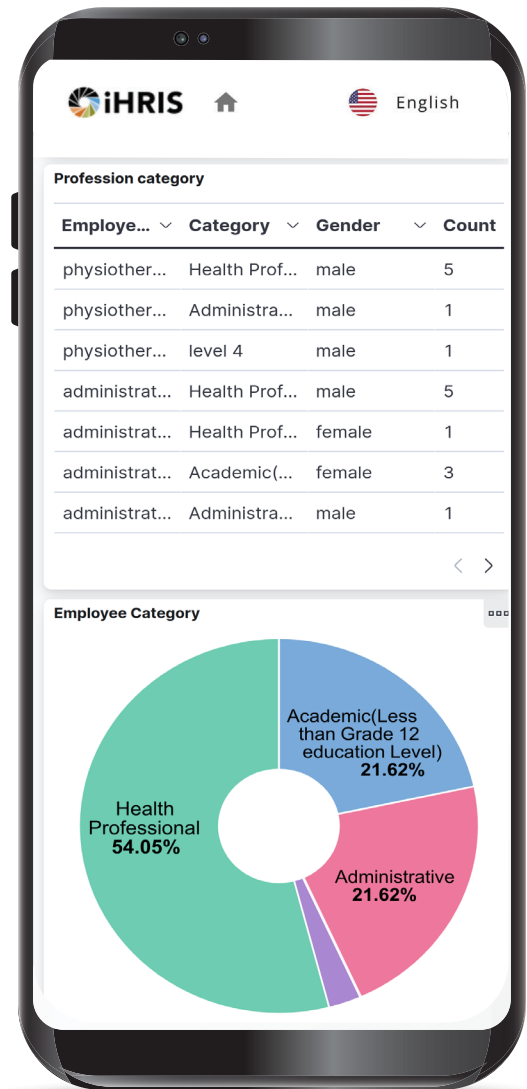 iHRIS
English
Profession category
Employe... Category Gender Count
physiother... Health Prof... male 5
physiother... Administra... male 1
physiother... level 4 male 1
administrat... Health Prof... male 5
administrat... Health Prof... female 1
administrat... Academic(... female 3
administrat... Administra... male 1
Employee Category
Academic(Less
than Grade 12
education Level)
21.62%
Health
Professional
54.05%
Administrative
21.62%